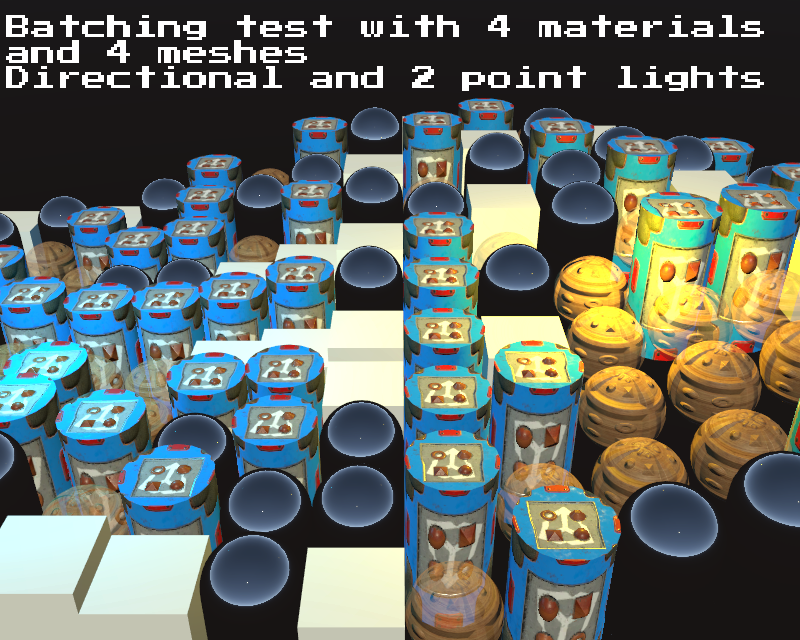 Batching test with 4 materials
and 4 meshes
Directional and 2 point lights